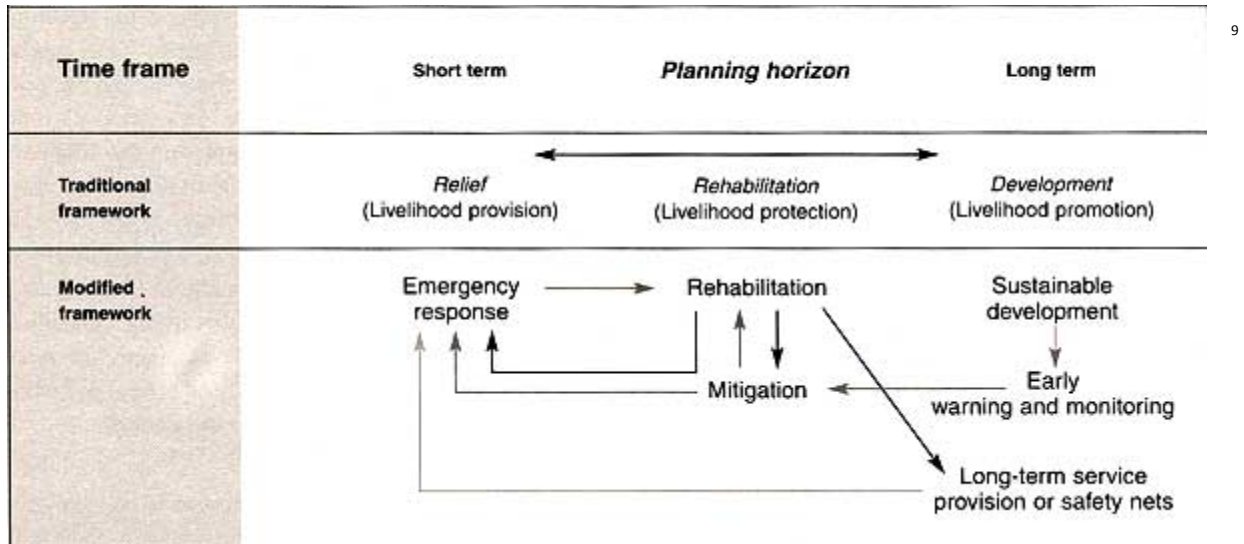 9
Time frame
Short term
Planning horizon
Long term
Traditional
framework
Relief
(Livelihood provision)
Rehabilitation
(Livelihood protection)
Development
(Livelihood promotion)
Modified
framework
Emergency
response
Rehabilitation
Sustainable
development
Mitigation
Early
warning and monitoring
Long-term service
provision or safety nets